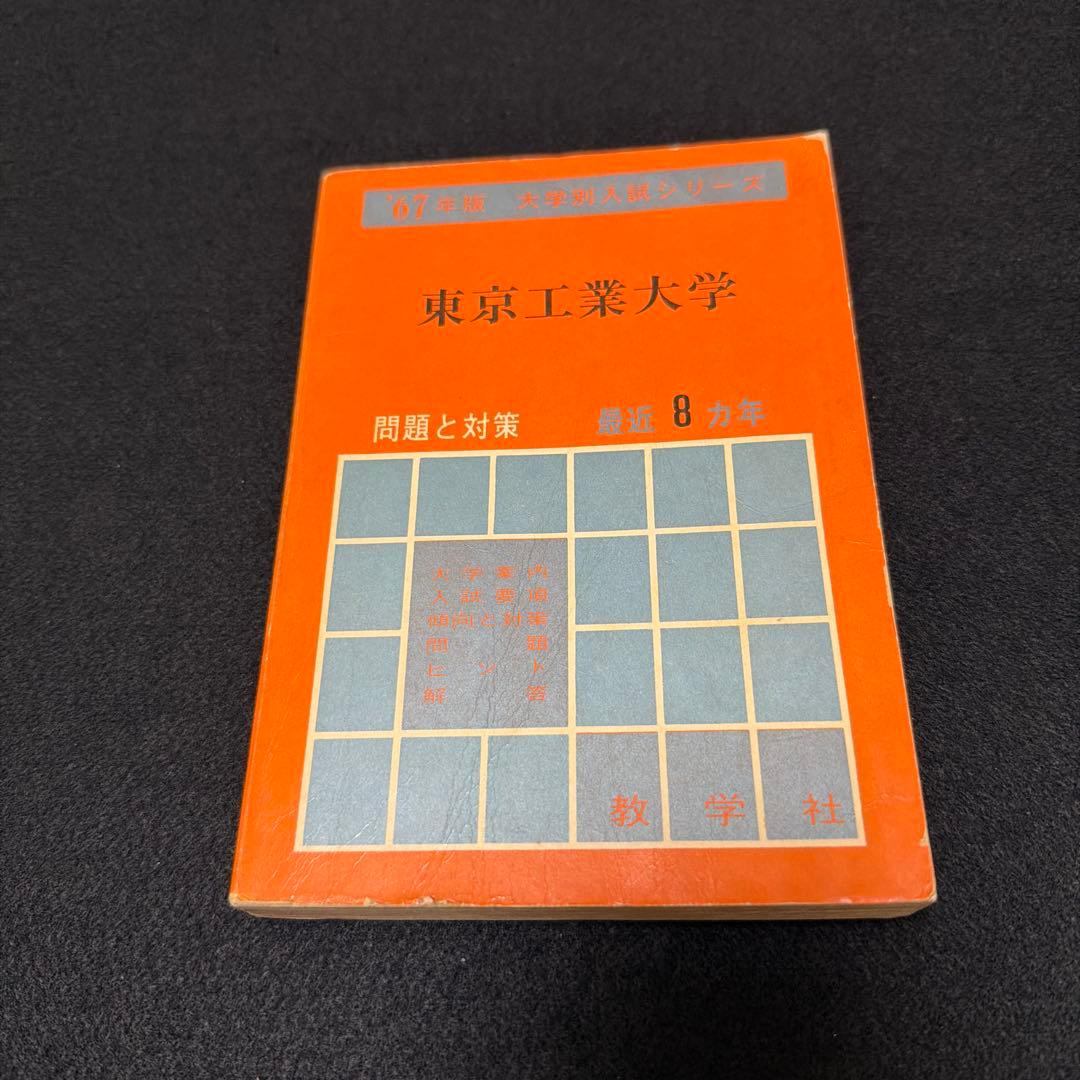 '67年版 大学別入試シリーズ
東京工業大学
問題と対策 最近8カ年
大学案内
入試要項
傾向と対策
問題
ヒント
解答
教学社